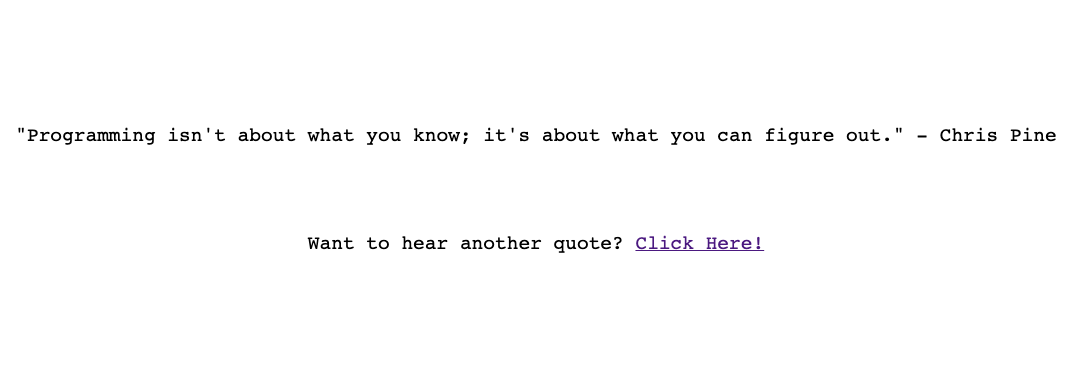 "Programming isn't about what you know; it's about what you can figure out." - Chris Pine
Want to hear another quote? Click Here!